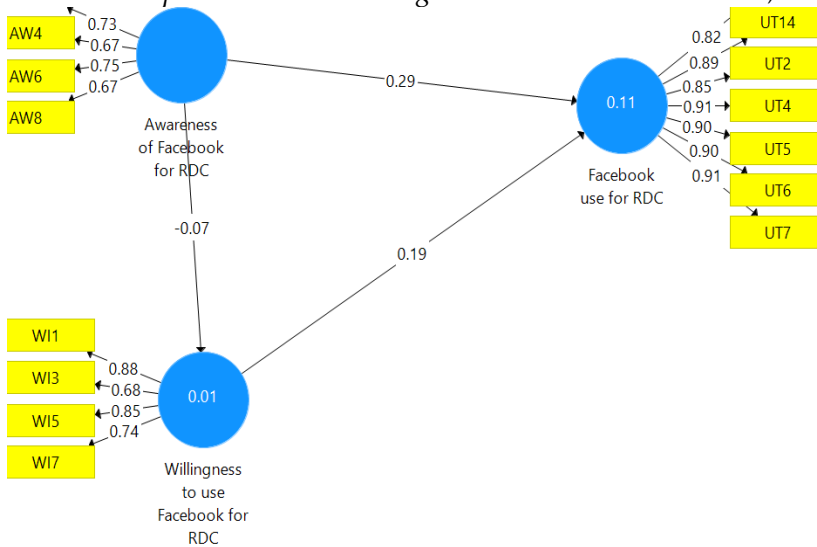 0.73
AW4
0.67
0.75
AW6
0.67
AW8
Awareness
of Facebook
for RDC
0.29
-0.07
0.19
0.11
Facebook
use for RDC
0.82
UT14
0.89
UT2
0.85
0.91
UT4
0.90
UT5
0.90
UT6
0.91
UT7
WI1
0.88
WI3
0.68
0.85
WI5
0.74
WI7
0.01
Willingness
to use
Facebook for
RDC